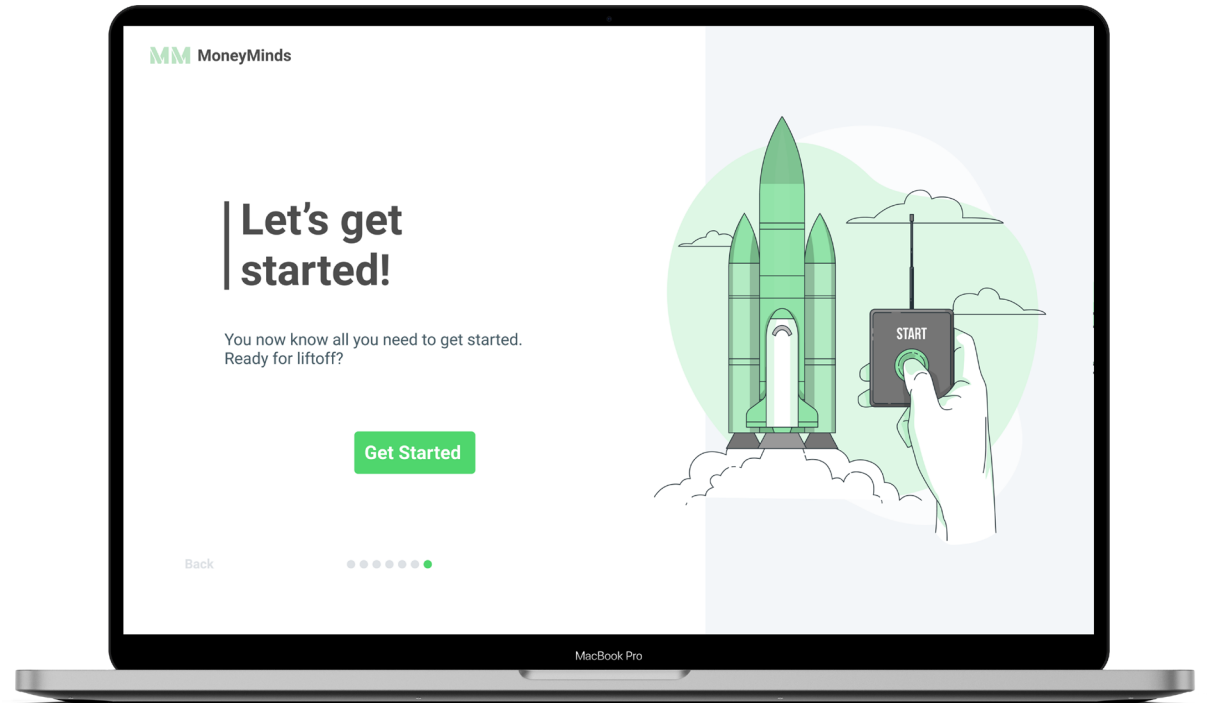 MM MoneyMinds
Let's get
started!
You now know all you need to get started.
Ready for liftoff?
START
Get Started
Back
MacBook Pro